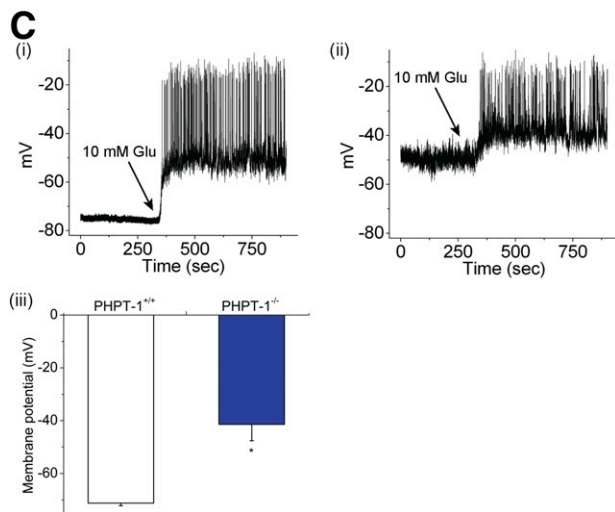 C
(i)
-20
-40
-60
-80
mV
10 mM Glu
0 250 500 750
Time (sec)
(ii)
-20
-40
-60
-80
mV
10 mM Glu
0 250 500 750
Time (sec)
(iii)
PHPT-1+/+ PHPT-1-/-
0
-20
-40
-60
Membrane potential (mV)
*